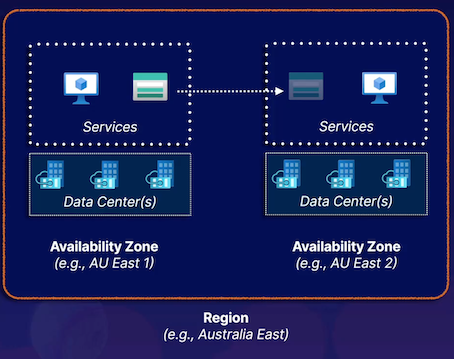 Services
Services
Data Center(s)
Data Center(s)
Availability Zone
(e.g., AU East 1)
Availability Zone
(e.g., AU East 2)
Region
(e.g., Australia East)